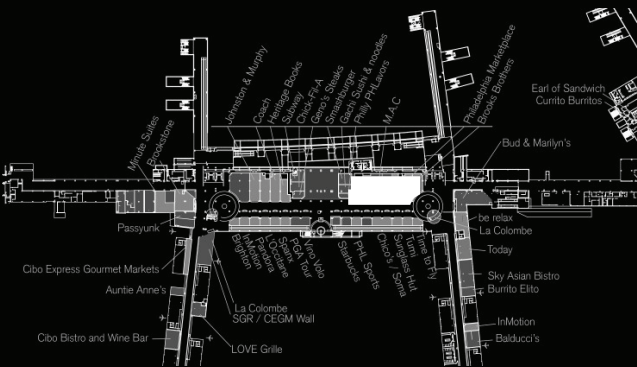 Johnston & Murphy
Coach
Heritage Books
Subway
Chick-Fil-A
Geno's Steaks
Smashburger
Gachi Sushi & noodles
Philly PHLavors
M.A.C
Philadelphia Marketplace
Brooks Brothers
Earl of Sandwich
Currito Burritos
Minute Suites
Brookstone
Bud & Marilyn's
Passyunk
be relax
La Colombe
Today
Cibo Express Gourmet Markets
Auntie Anne's
Sky Asian Bistro
Burrito Elito
Brighton
InMotion
Pandora
L'Occitane
Spanx
PGA Tour
Vino Volo
Starbucks
PHL Sports
Chico's / Soma
Tumi
Sunglass Hut
Time to Fly
La Colombe
SGR / CEGM Wall
LOVE Grille
Cibo Bistro and Wine Bar
InMotion
Balducci's